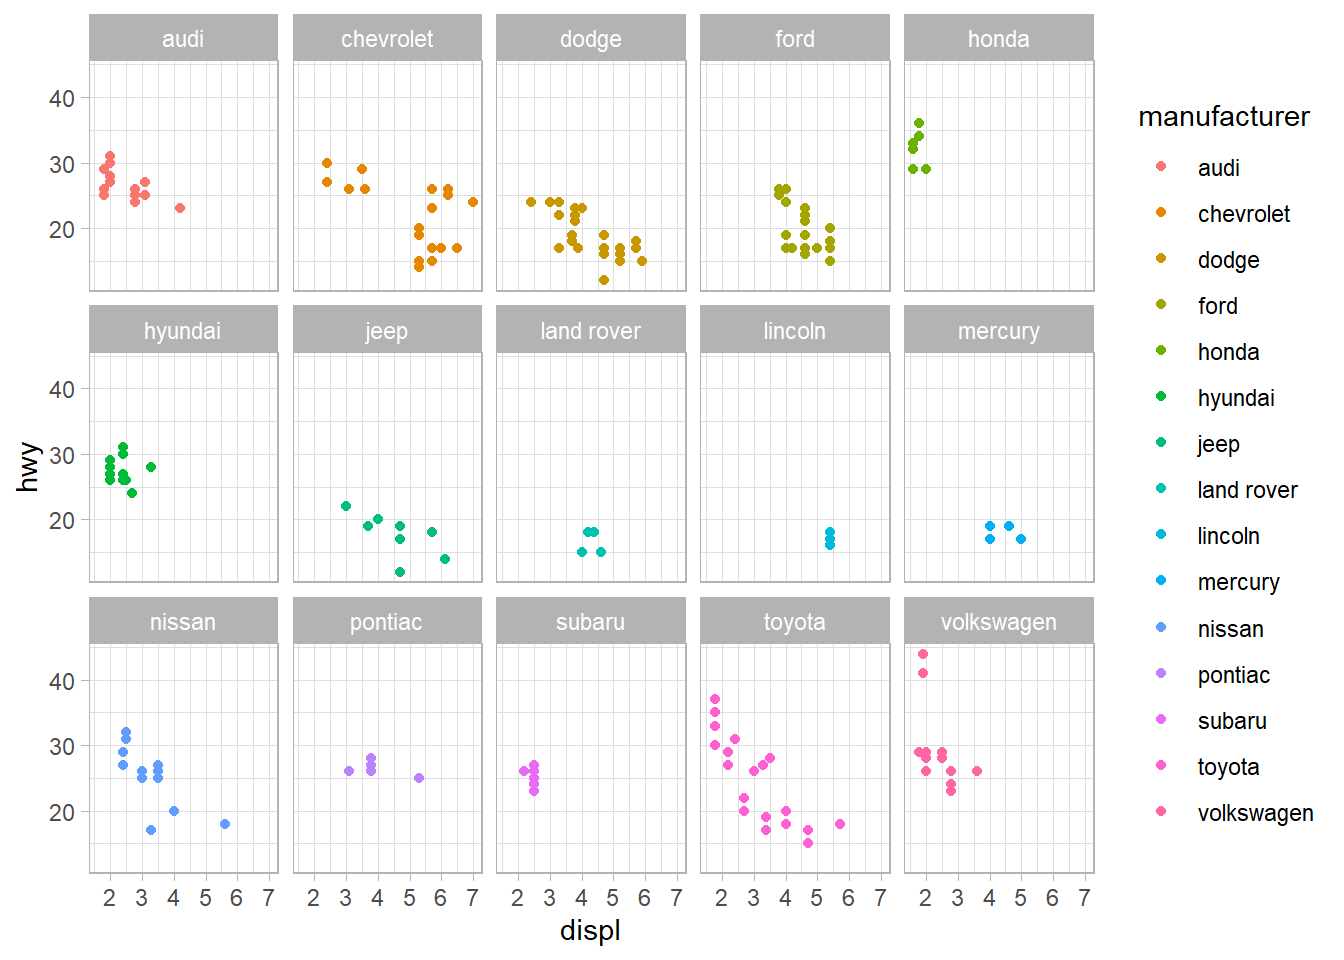 audi chevrolet dodge ford honda
40
30
20
hyundai jeep land rover lincoln mercury
40
30
20
nissan pontiac subaru toyota volkswagen
40
30
20
2 3 4 5 6 7 2 3 4 5 6 7 2 3 4 5 6 7 2 3 4 5 6 7 2 3 4 5 6 7
displ
hwy
manufacturer
audi
chevrolet
dodge
ford
honda
hyundai
jeep
land rover
lincoln
mercury
nissan
pontiac
subaru
toyota
volkswagen